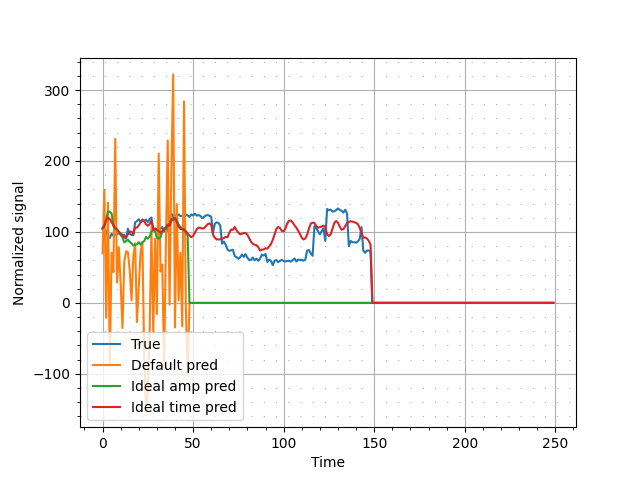 300
200
100
0
−100
Normalized signal
True
Default pred
Ideal amp pred
Ideal time pred
0
50
100
150
200
250
Time